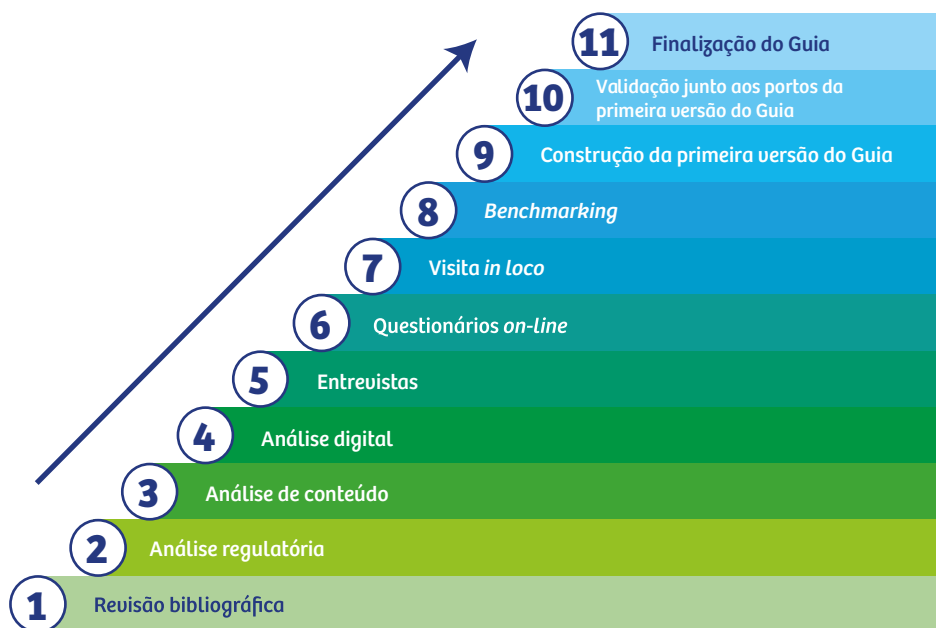 11 Finalização do Guia
10 Validação junto aos portos da
primeira versão do Guia
9 Construção da primeira versão do Guia
8 Benchmarking
7 Visita in loco
6 Questionários on-line
5 Entrevistas
4 Análise digital
3 Análise de conteúdo
2 Análise regulatória
1 Revisão bibliográfica